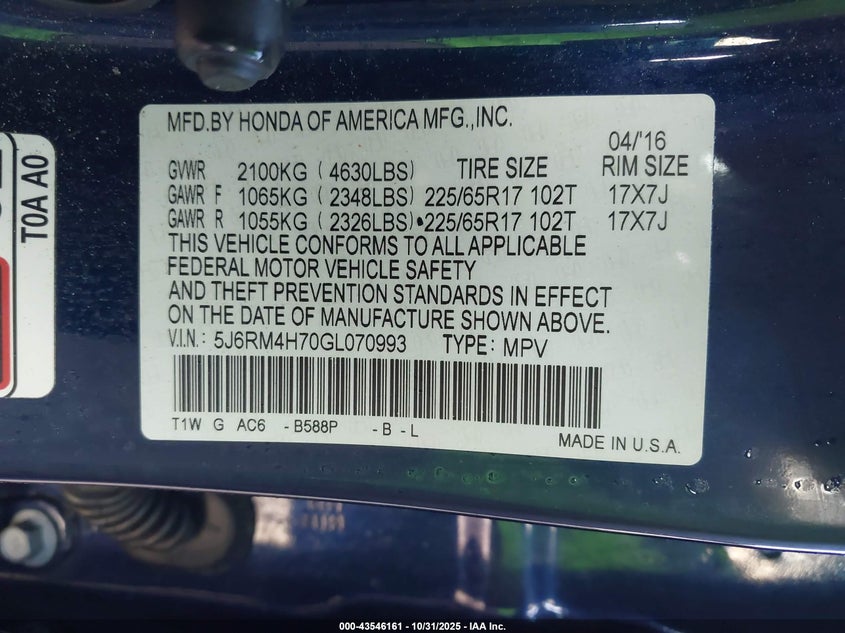 MFD.BY HONDA OF AMERICA MFG.,INC.
04/'16
GVWR 2100KG ( 4630LBS) TIRE SIZE RIM SIZE
GAWR F 1065KG ( 2348LBS) 225/65R17 102T 17X7J
GAWR R 1055KG ( 2326LBS)•225/65R17 102T 17X7J
THIS VEHICLE CONFORMS TO ALL APPLICABLE
FEDERAL MOTOR VEHICLE SAFETY
AND THEFT PREVENTION STANDARDS IN EFFECT
ON THE DATE OF MANUFACTURE SHOWN ABOVE.
V.I.N.: 5J6RM4H70GL070993 TYPE: MPV
T1W G AC6 -B588P -B -L
MADE IN U.S.A.
T0A A0
000-43546161 - 10/31/2025 - IAA Inc.